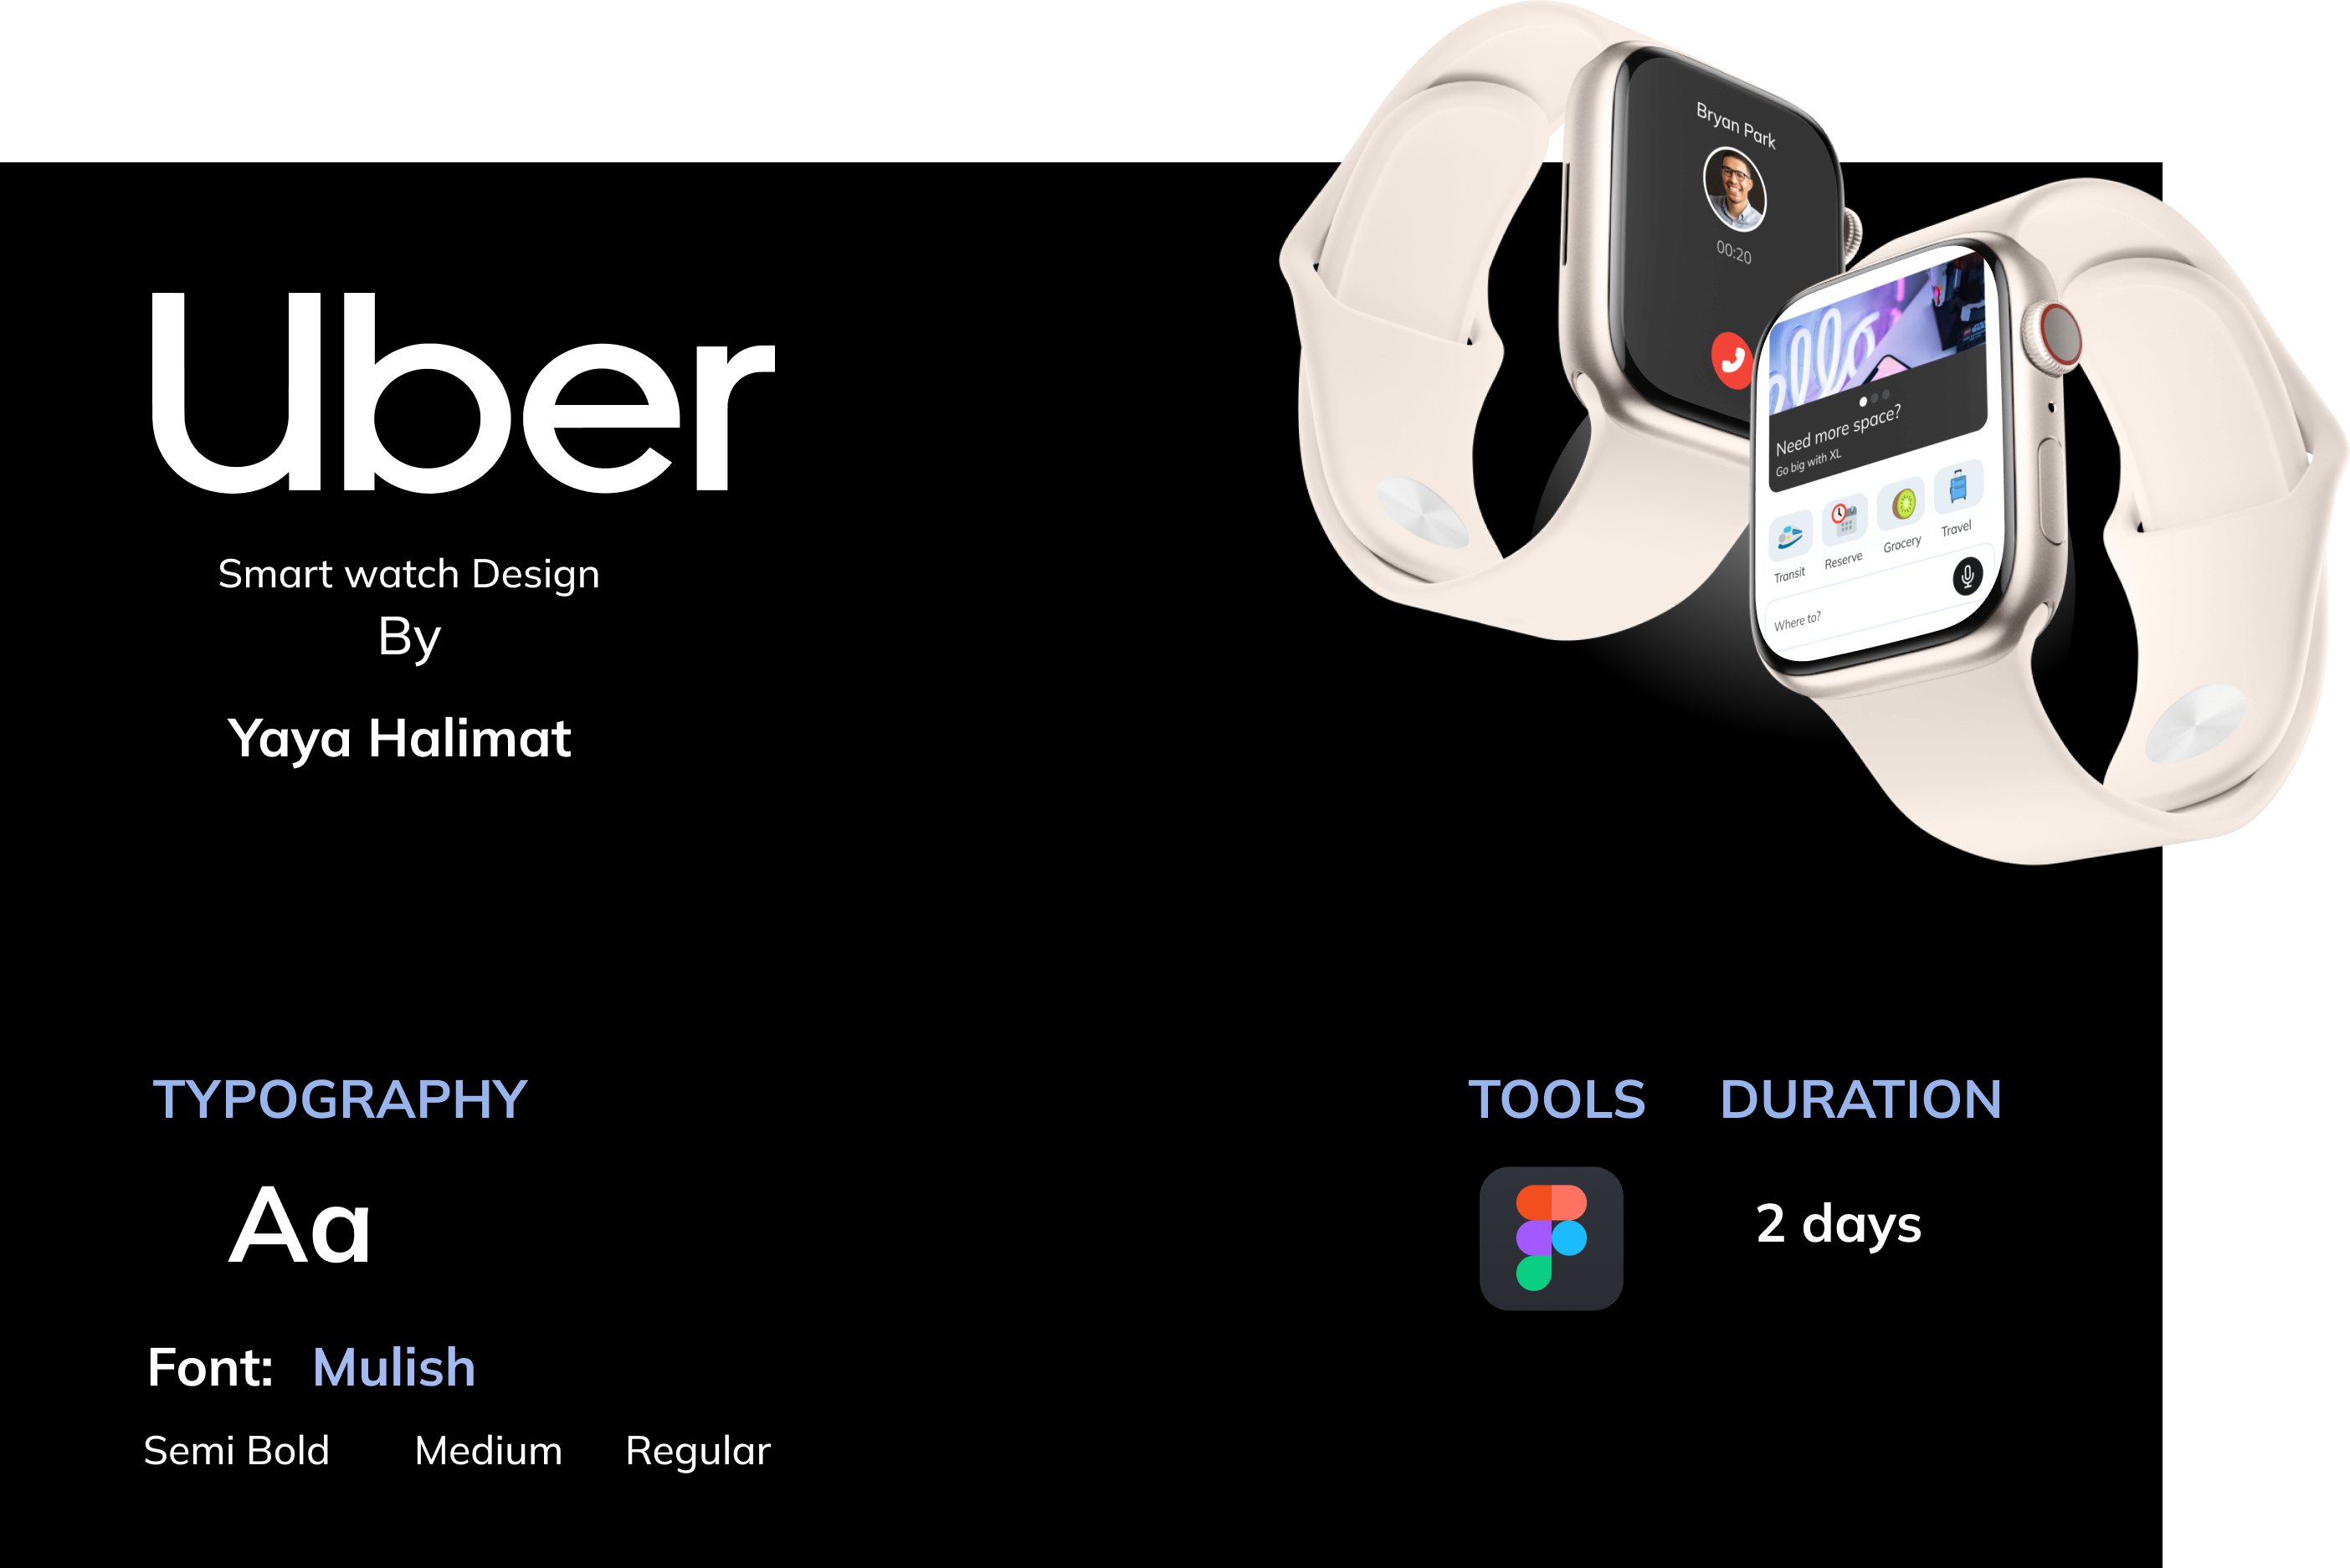 Uber
Smart watch Design
By
Yaya Halimat
Bryan Park
00:20
Need more space?
Go big with XL
Transit
Reserve
Grocery
Travel
Where to?
TYPOGRAPHY
Aa
Font: Mulish
Semi Bold Medium Regular
TOOLS
DURATION
2 days